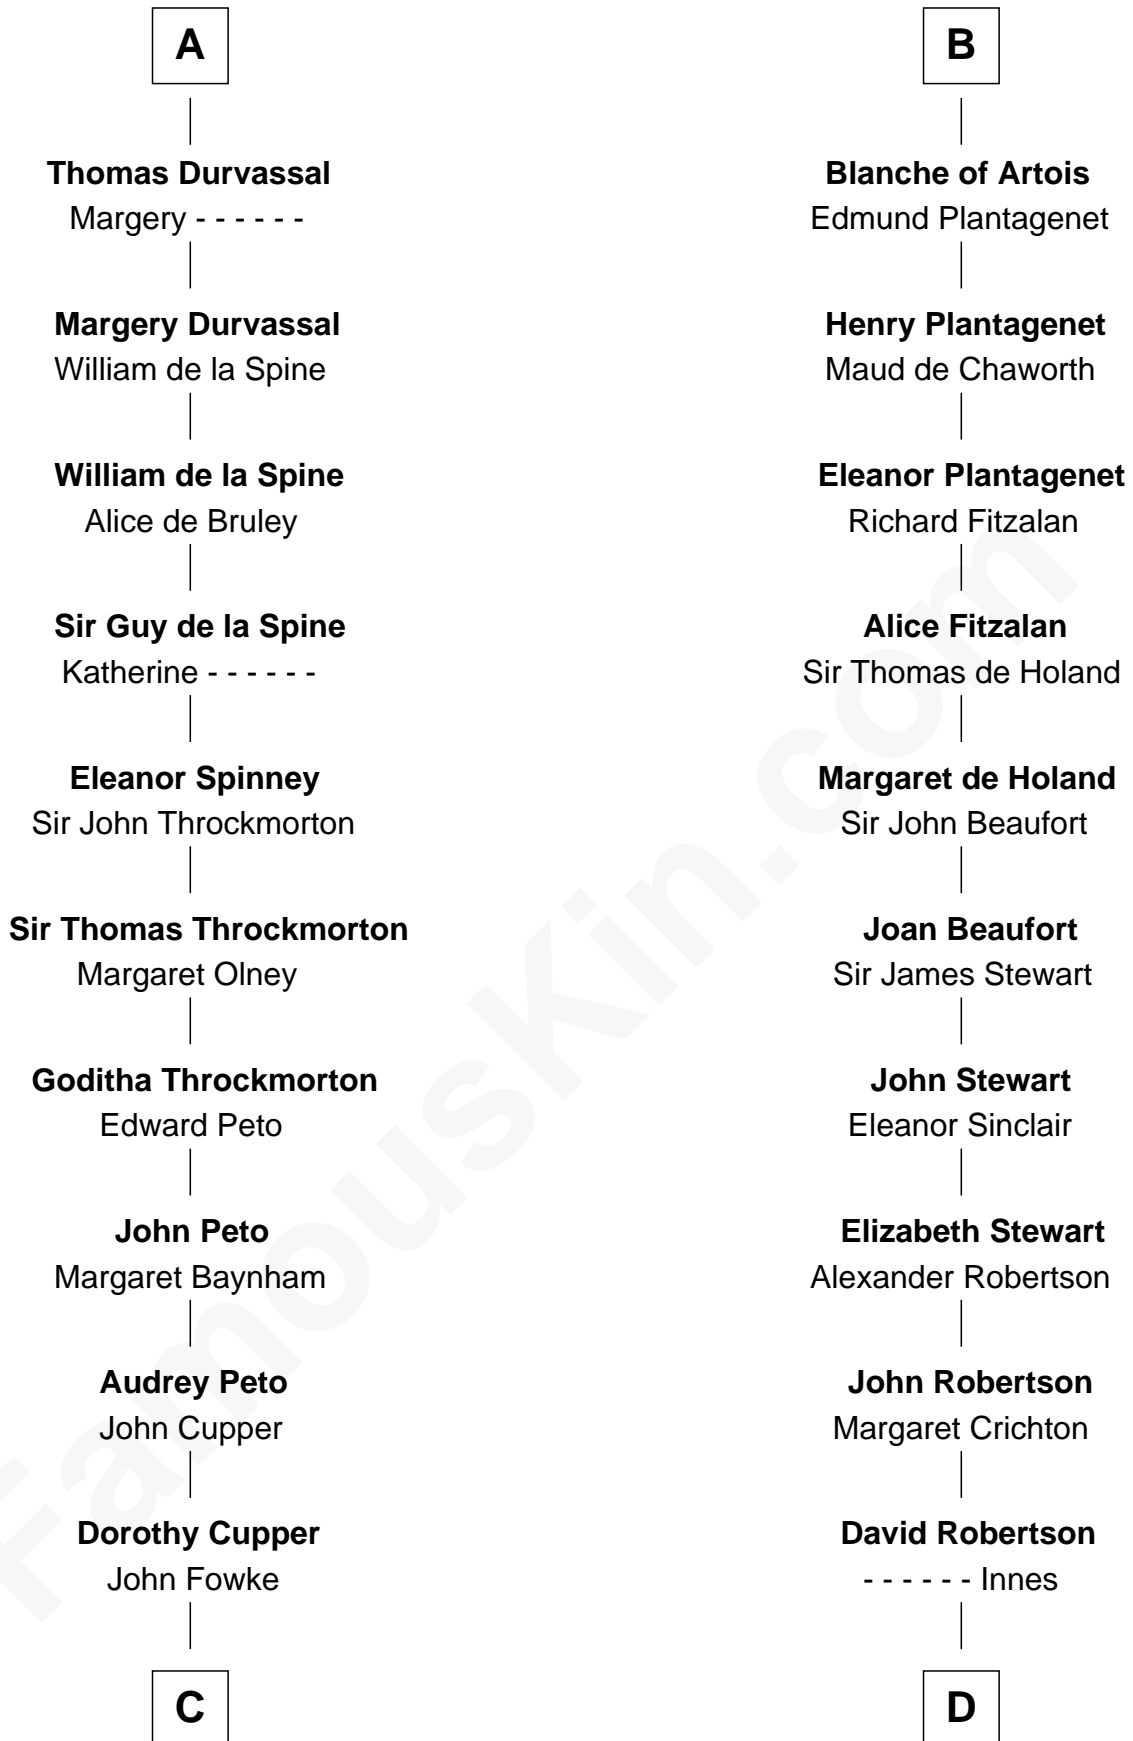 A
Thomas Durvassal
Margery - - - - - -
Margery Durvassal
William de la Spine
William de la Spine
Alice de Bruley
Sir Guy de la Spine
Katherine - - - - - -
Eleanor Spinney
Sir John Throckmorton
Sir Thomas Throckmorton
Margaret Olney
Goditha Throckmorton
Edward Peto
John Peto
Margaret Baynham
Audrey Peto
John Cupper
Dorothy Cupper
John Fowke
C
B
Blanche of Artois
Edmund Plantagenet
Henry Plantagenet
Maud de Chaworth
Eleanor Plantagenet
Richard Fitzalan
Alice Fitzalan
Sir Thomas de Holand
Margaret de Holand
Sir John Beaufort
Joan Beaufort
Sir James Stewart
John Stewart
Eleanor Sinclair
Elizabeth Stewart
Alexander Robertson
John Robertson
Margaret Crichton
David Robertson
- - - - - - Innes
D
FamousKin.com